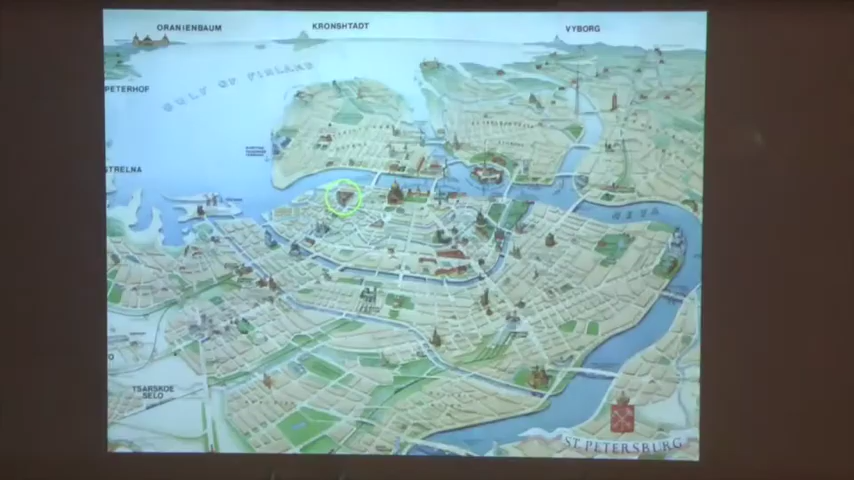 ORANIENBAUM
KRONSHTADT
VYBORG
GULF OF FINLAND
PETERHOF
STRELNA
NEVA
TSARSKOE
SELO
ST. PETERSBURG